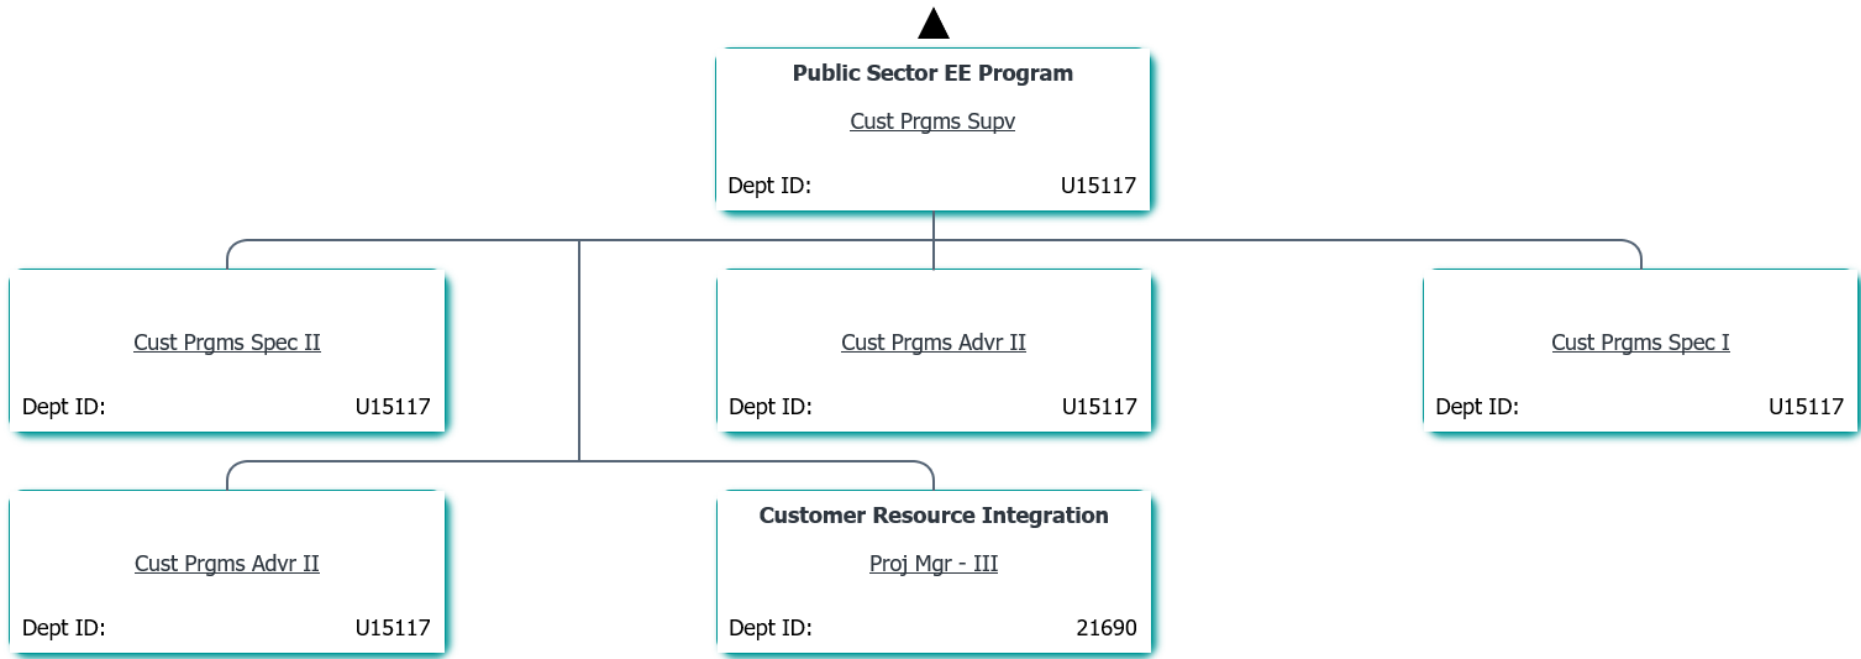 Public Sector EE Program
Cust Prgms Supv
Dept ID: U15117
Cust Prgms Spec II
Dept ID: U15117
Cust Prgms Advr II
Dept ID: U15117
Cust Prgms Spec I
Dept ID: U15117
Cust Prgms Advr II
Dept ID: U15117
Customer Resource Integration
Proj Mgr - III
Dept ID: 21690